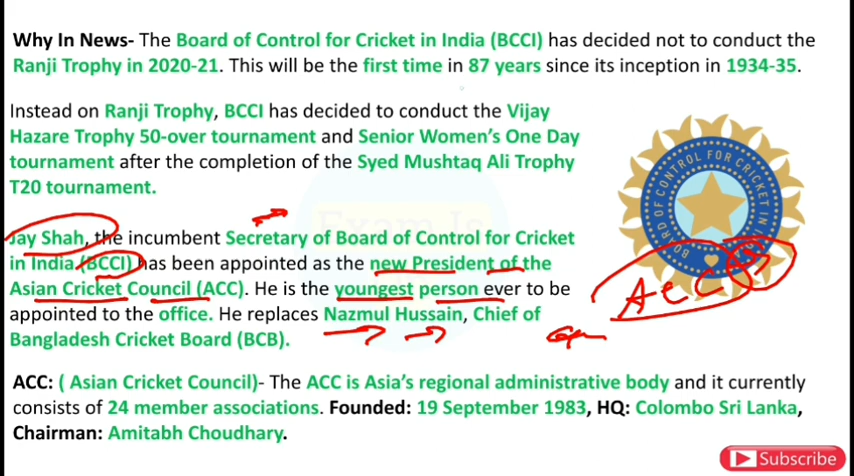 Why In News- The Board of Control for Cricket in India (BCCI) has decided not to conduct the
Ranji Trophy in 2020-21. This will be the first time in 87 years since its inception in 1934-35.
Instead on Ranji Trophy, BCCI has decided to conduct the Vijay
Hazare Trophy 50-over tournament and Senior Women's One Day
tournament after the completion of the Syed Mushtaq Ali Trophy
T20 tournament.
BOARD OF CONTROL FOR CRICKET IN INDIA
Jay Shah, the incumbent Secretary of Board of Control for Cricket
in India (BCCI) has been appointed as the new President of the
Asian Cricket Council (ACC). He is the youngest person ever to be
appointed to the office. He replaces Nazmul Hussain, Chief of
Bangladesh Cricket Board (BCB).
ACC
ACC: ( Asian Cricket Council)- The ACC is Asia's regional administrative body and it currently
consists of 24 member associations. Founded: 19 September 1983, HQ: Colombo Sri Lanka,
Chairman: Amitabh Choudhary.
Subscribe